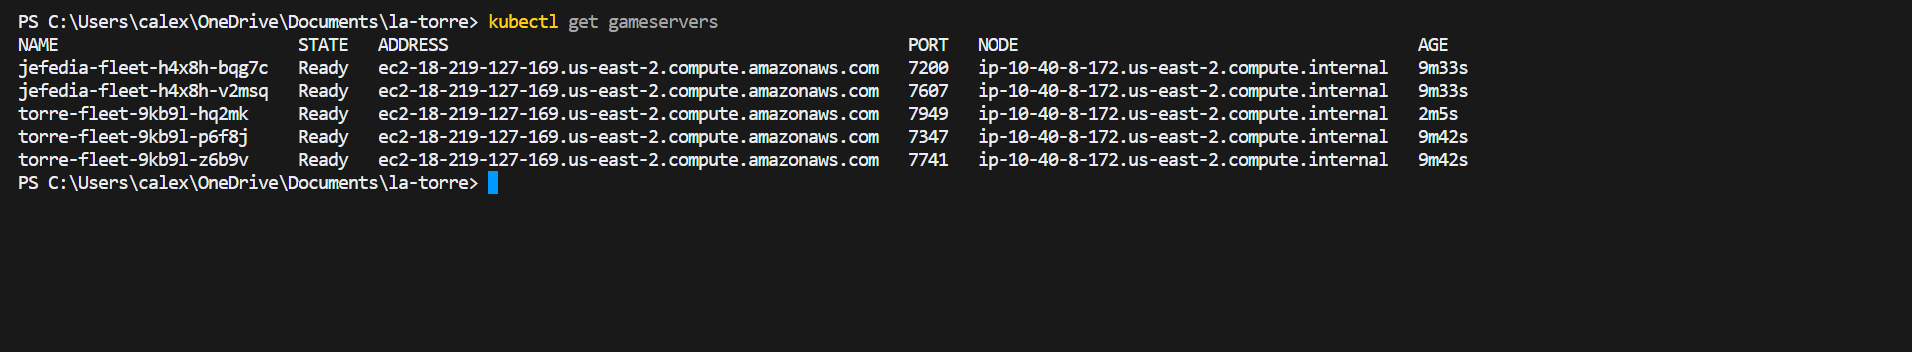 PS C:\Users\calex\OneDrive\Documents\la-torre> kubectl get gameservers
NAME STATE ADDRESS PORT NODE AGE
jefedia-fleet-h4x8h-bqg7c Ready ec2-18-219-127-169.us-east-2.compute.amazonaws.com 7200 ip-10-40-8-172.us-east-2.compute.internal 9m33s
jefedia-fleet-h4x8h-v2msq Ready ec2-18-219-127-169.us-east-2.compute.amazonaws.com 7607 ip-10-40-8-172.us-east-2.compute.internal 9m33s
torre-fleet-9kb9l-hq2mk Ready ec2-18-219-127-169.us-east-2.compute.amazonaws.com 7949 ip-10-40-8-172.us-east-2.compute.internal 2m5s
torre-fleet-9kb9l-p6f8j Ready ec2-18-219-127-169.us-east-2.compute.amazonaws.com 7347 ip-10-40-8-172.us-east-2.compute.internal 9m42s
torre-fleet-9kb9l-z6b9v Ready ec2-18-219-127-169.us-east-2.compute.amazonaws.com 7741 ip-10-40-8-172.us-east-2.compute.internal 9m42s
PS C:\Users\calex\OneDrive\Documents\la-torre>